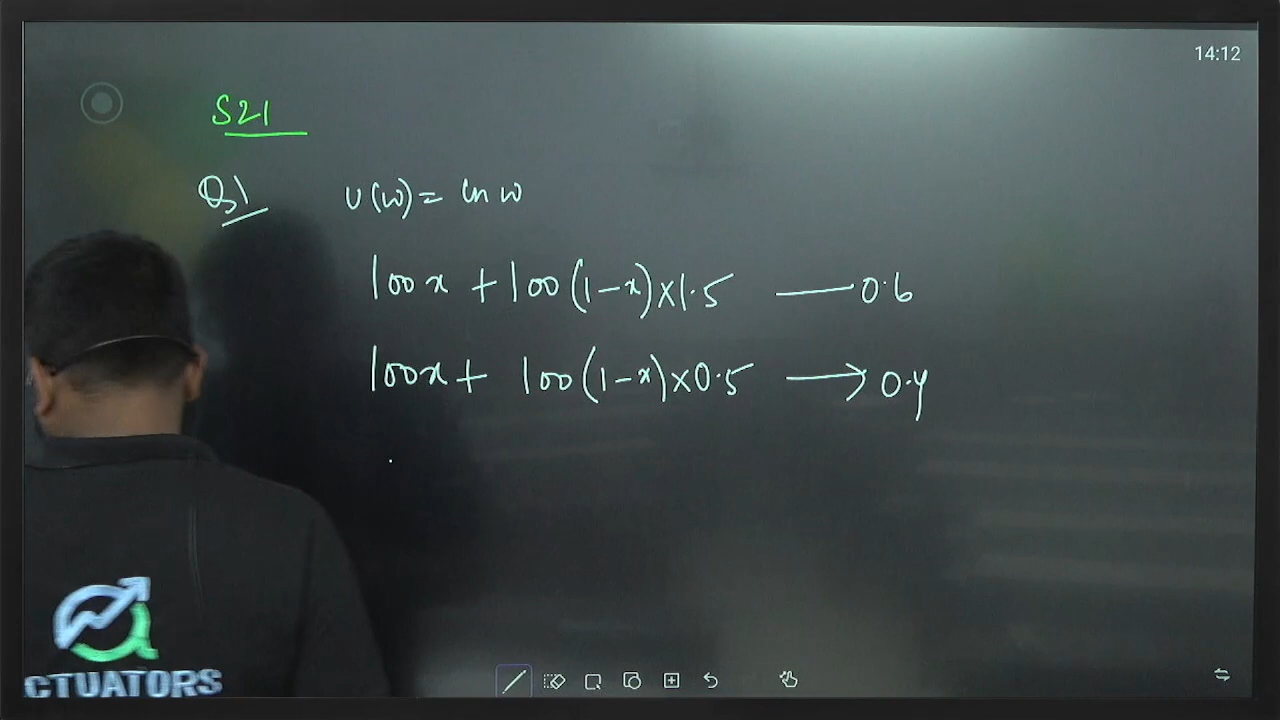 14:12
S21
Q1 U(w) = ln w
100x + 100(1-x)×1.5 —— 0.6
100x + 100(1-x)×0.5 ⟶ 0.4
CTUATORS